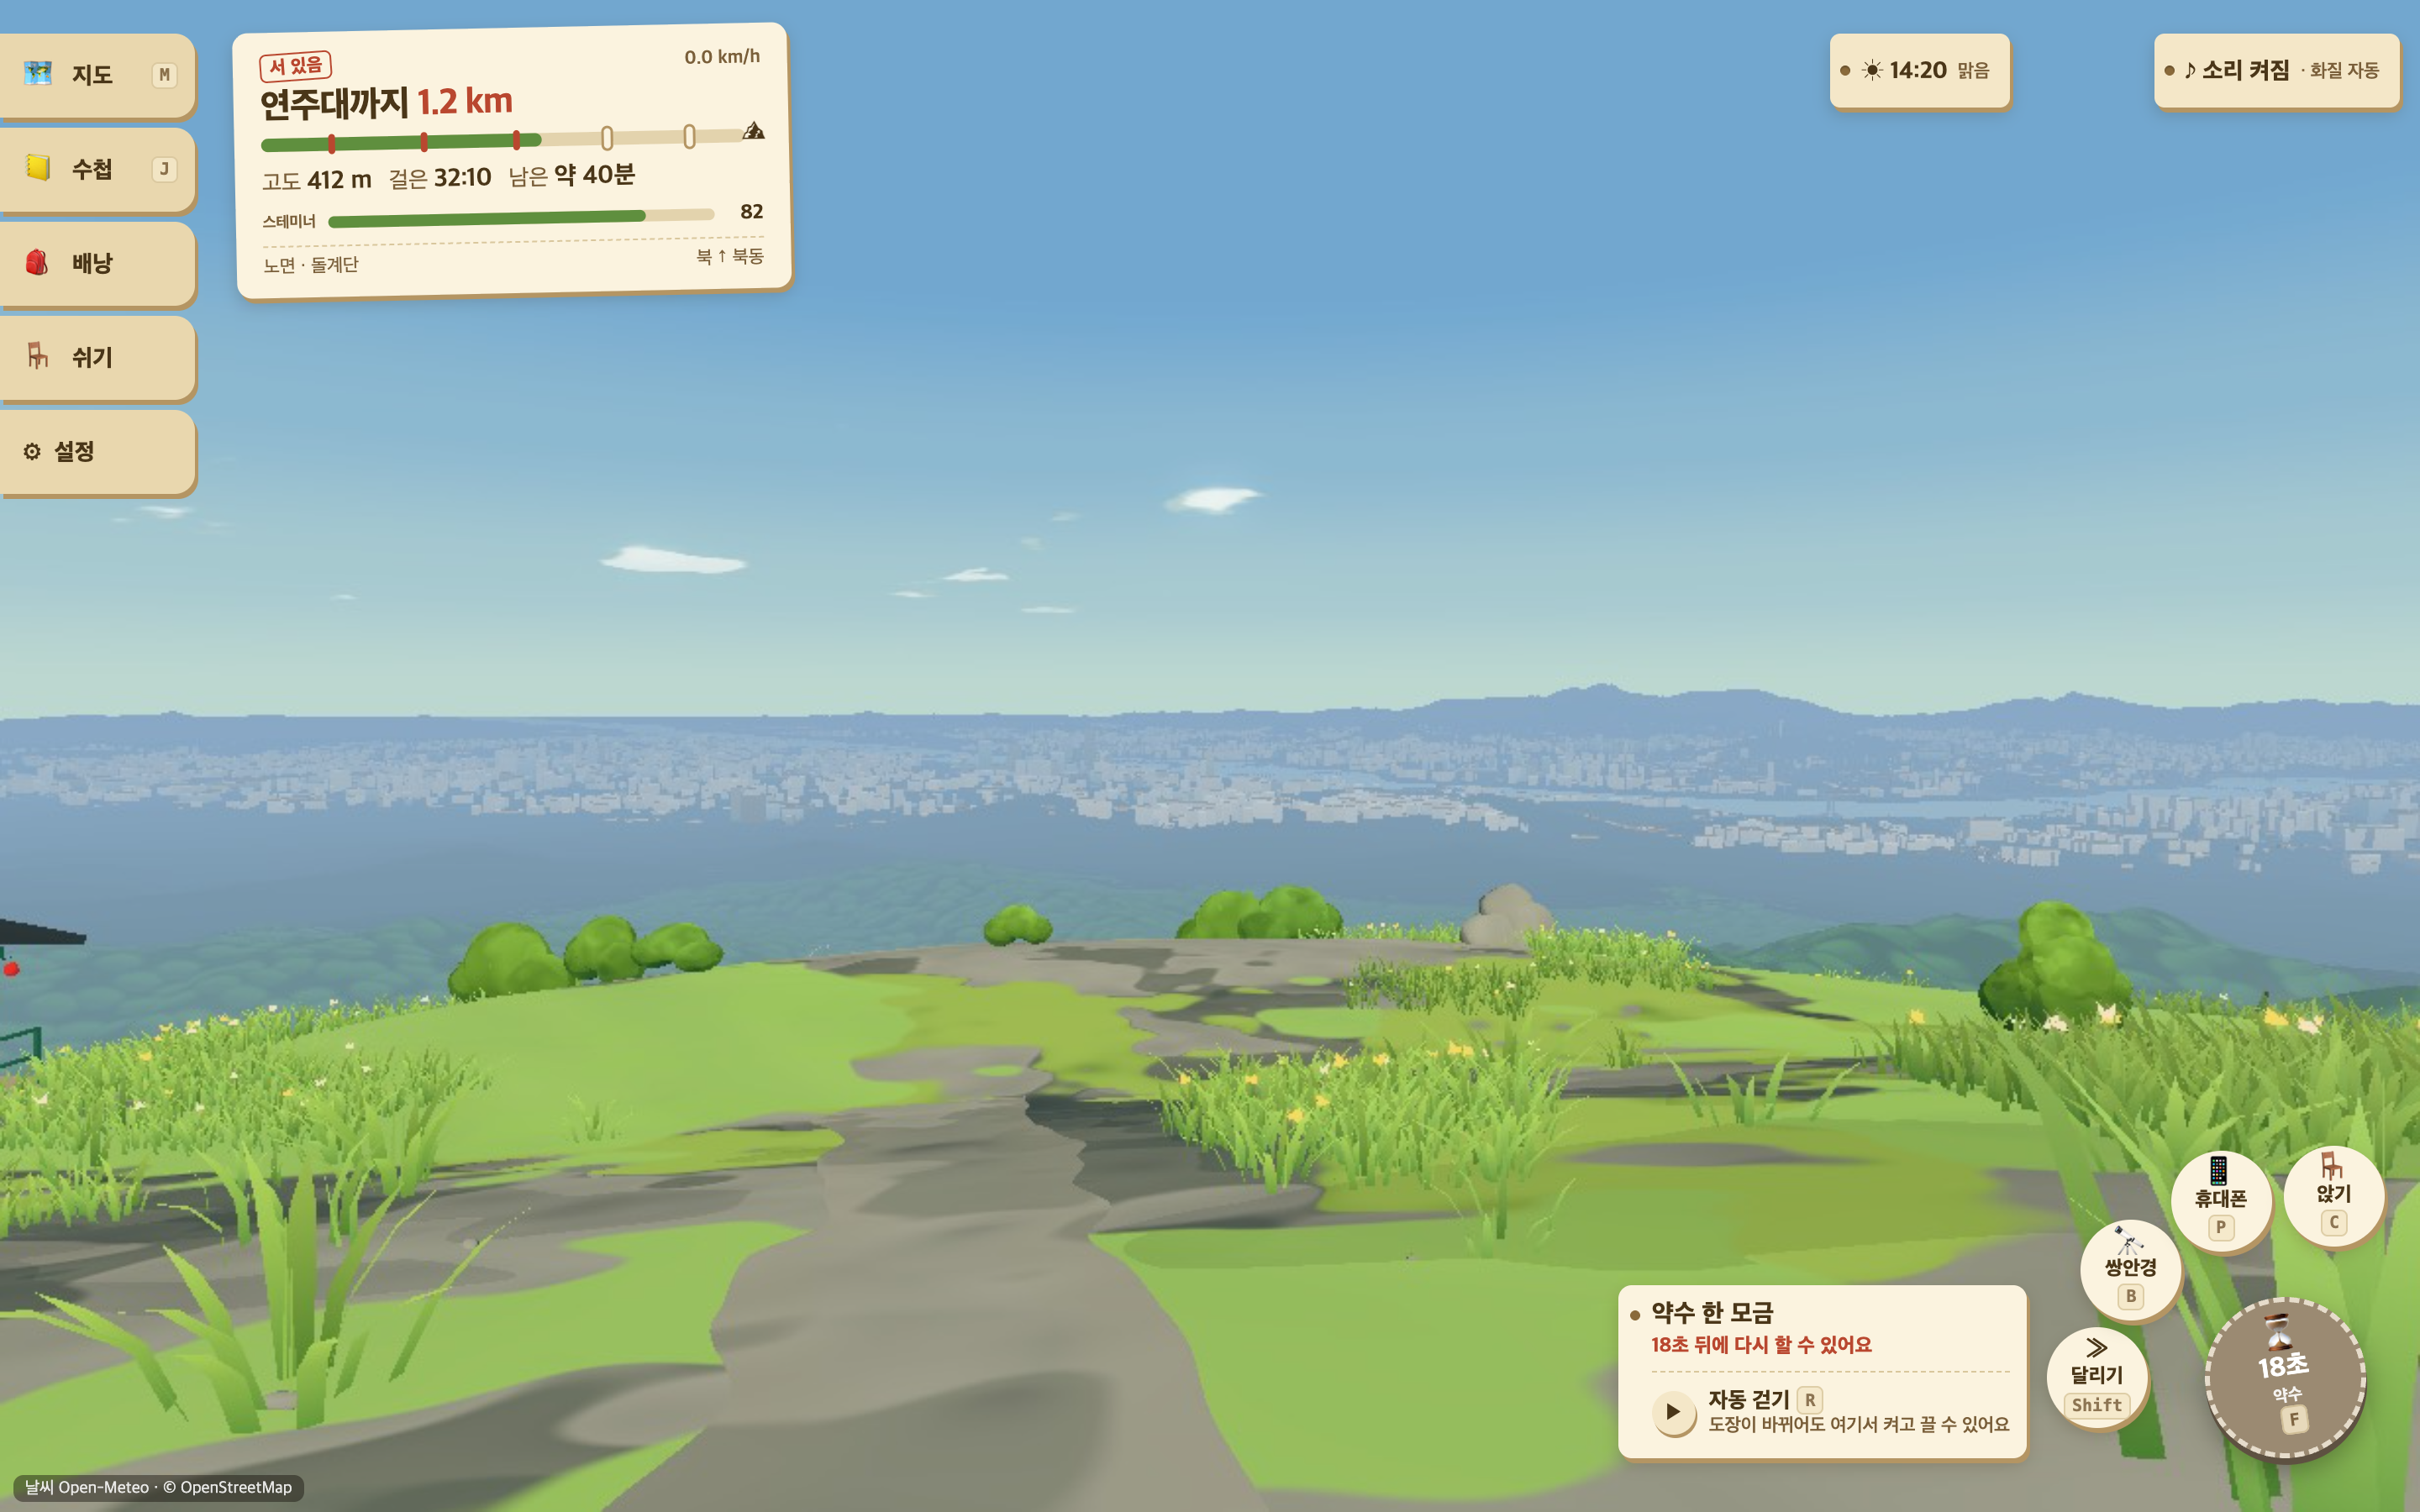 지도 M
수첩 J
배낭
쉬기
설정
서 있음
0.0 km/h
연주대까지 1.2 km
고도 412 m 걸은 32:10 남은 약 40분
스테미너 82
노면 · 돌계단
북 ↑ 북동
14:20 맑음
♪ 소리 켜짐 · 화질 자동
휴대폰
P
앉기
C
쌍안경
B
달리기
Shift
18초
약수
F
약수 한 모금
18초 뒤에 다시 할 수 있어요
자동 걷기 R
도장이 바뀌어도 여기서 켜고 끌 수 있어요
날씨 Open-Meteo · © OpenStreetMap